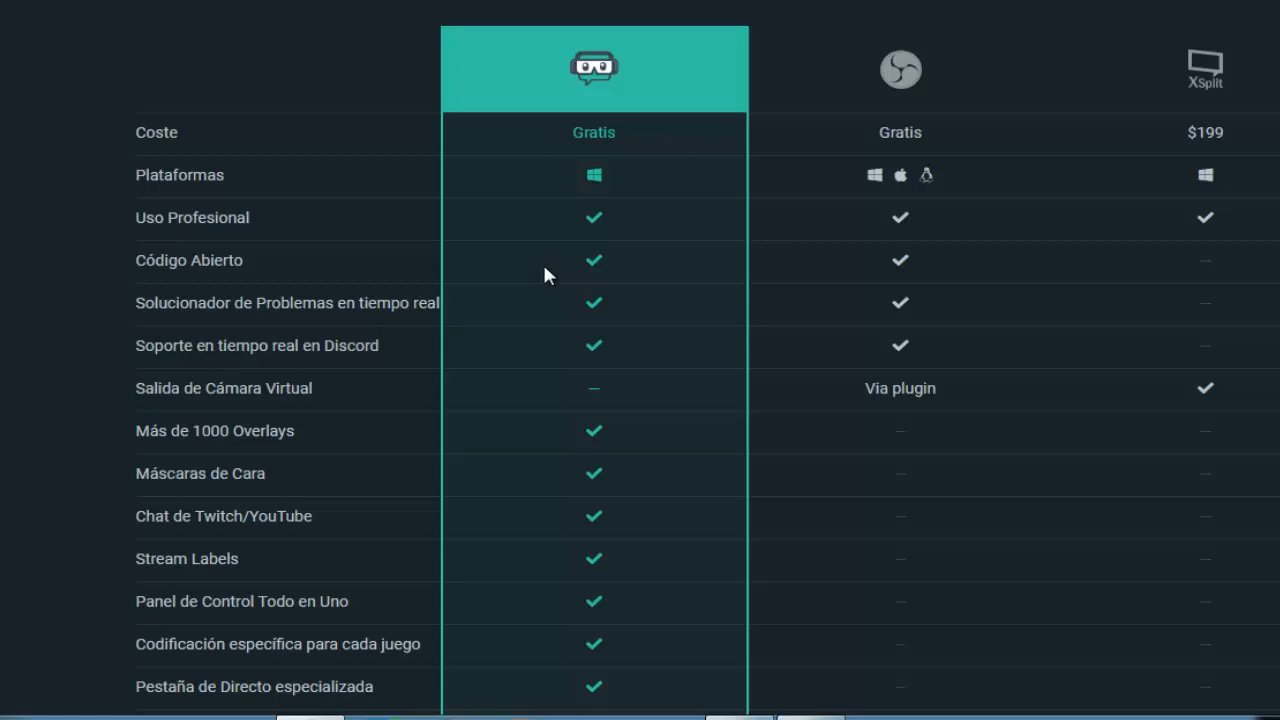 XSplit
Coste Gratis Gratis $199
Plataformas
Uso Profesional
Código Abierto
Solucionador de Problemas en tiempo real
Soporte en tiempo real en Discord
Salida de Cámara Virtual Via plugin
Más de 1000 Overlays
Máscaras de Cara
Chat de Twitch/YouTube
Stream Labels
Panel de Control Todo en Uno
Codificación específica para cada juego
Pestaña de Directo especializada